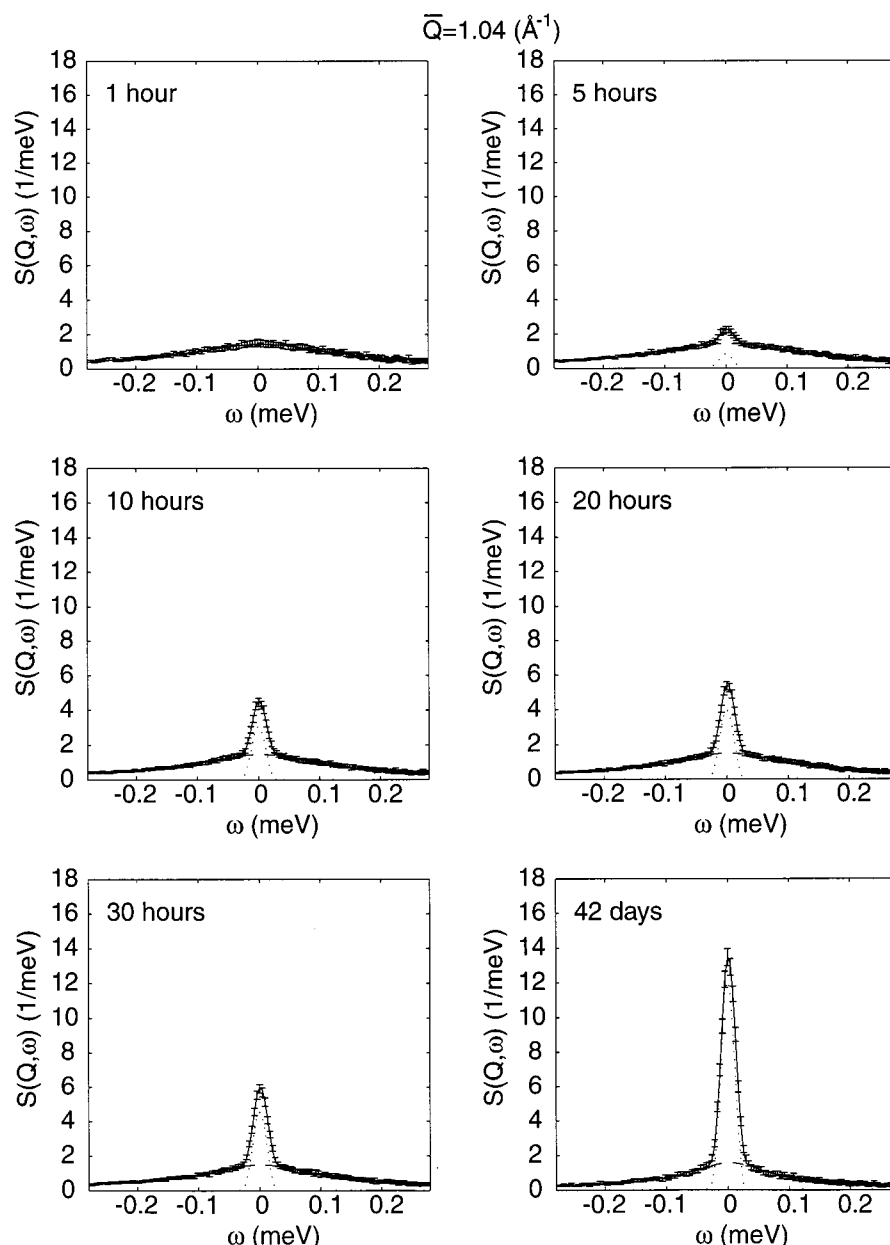 Q̅=1.04 (Å⁻¹)
1 hour
S(Q,ω) (1/meV)
18
16
14
12
10
8
6
4
2
0
-0.2 -0.1 0 0.1 0.2
ω (meV)
5 hours
S(Q,ω) (1/meV)
18
16
14
12
10
8
6
4
2
0
-0.2 -0.1 0 0.1 0.2
ω (meV)
10 hours
S(Q,ω) (1/meV)
18
16
14
12
10
8
6
4
2
0
-0.2 -0.1 0 0.1 0.2
ω (meV)
20 hours
S(Q,ω) (1/meV)
18
16
14
12
10
8
6
4
2
0
-0.2 -0.1 0 0.1 0.2
ω (meV)
30 hours
S(Q,ω) (1/meV)
18
16
14
12
10
8
6
4
2
0
-0.2 -0.1 0 0.1 0.2
ω (meV)
42 days
S(Q,ω) (1/meV)
18
16
14
12
10
8
6
4
2
0
-0.2 -0.1 0 0.1 0.2
ω (meV)